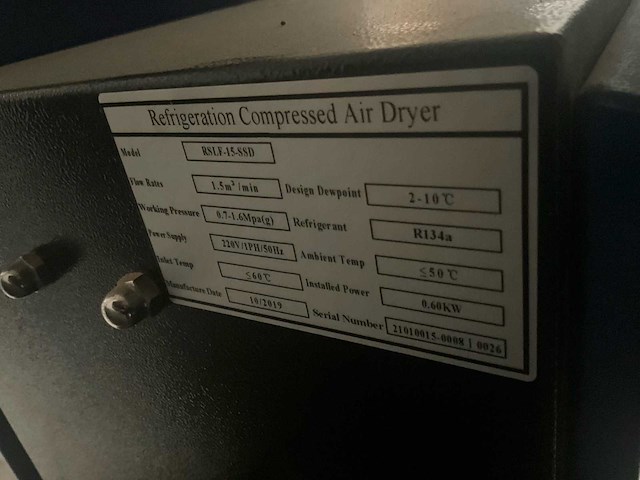 Refrigeration Compressed Air Dryer
Model RSLF-15-SSD
Flow Rates 1.5m³/min Design Dewpoint 2-10℃
Working Pressure 0.7-1.6Mpa(g) Refrigerant R134a
Power Supply 220V/1PH/50Hz Ambient Temp ≤50℃
Inlet Temp ≤60℃ Installed Power 0.60KW
Manufacture Date 10/2019 Serial Number 21010015-0008 | 0026